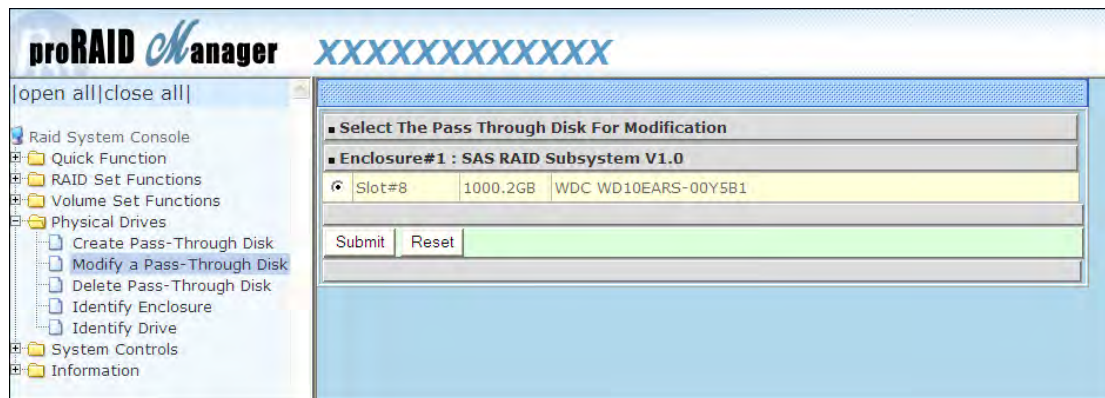 proRAID Manager XXXXXXXXXXXXX
|open all|close all|
Raid System Console
Quick Function
RAID Set Functions
Volume Set Functions
Physical Drives
Create Pass-Through Disk
Modify a Pass-Through Disk
Delete Pass-Through Disk
Identify Enclosure
Identify Drive
System Controls
Information
Select The Pass Through Disk For Modification
Enclosure#1 : SAS RAID Subsystem V1.0
Slot#8 1000.2GB WDC WD10EARS-00Y5B1
Submit Reset